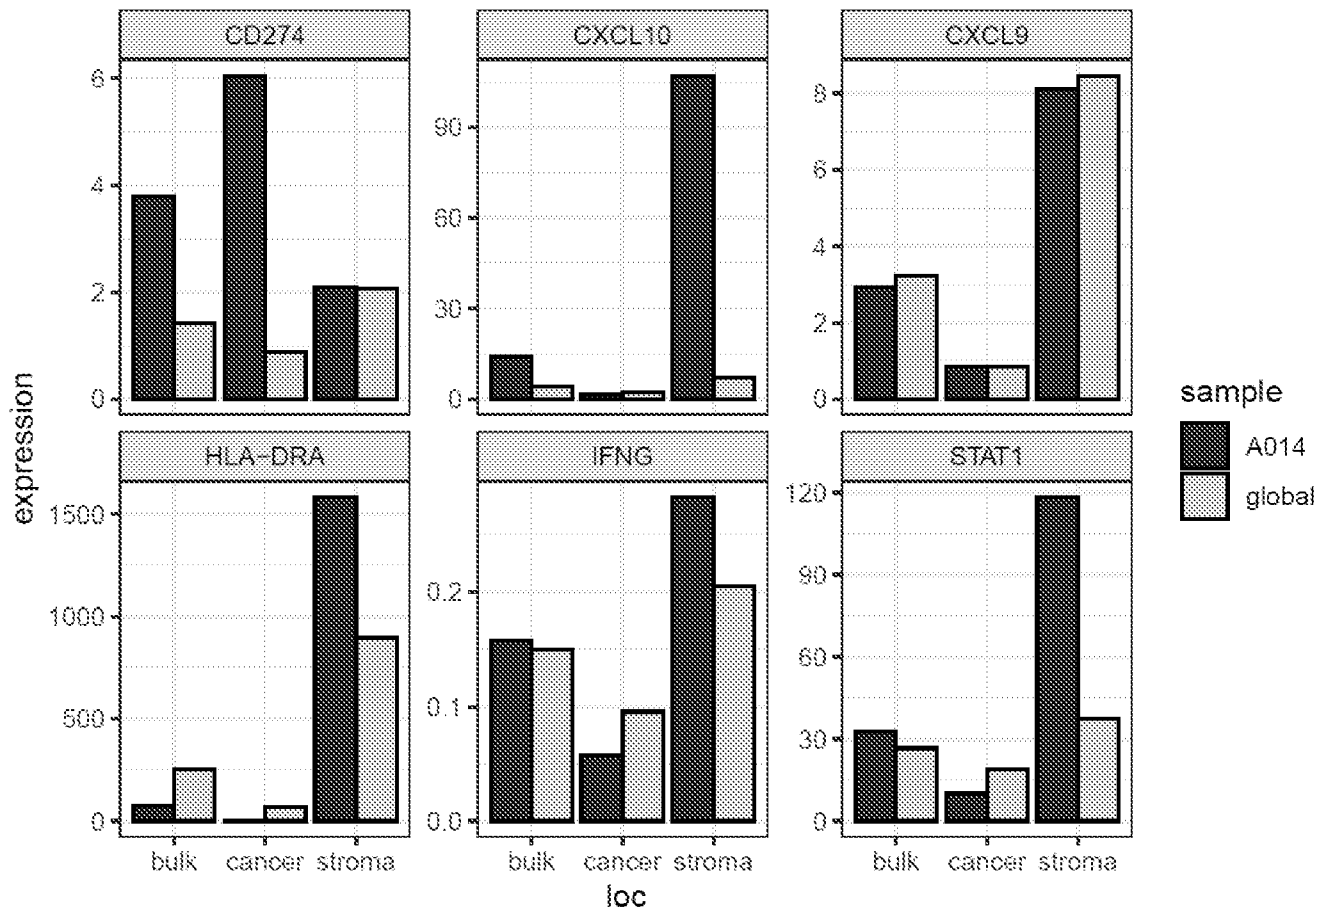 CD274
CXCL10
CXCL9
6
4
2
0
90
60
30
0
8
6
4
2
0
expression
HLA-DRA
IFNG
STAT1
1500
1000
500
0
0.2
0.1
0.0
120
90
60
30
0
bulk cancer stroma
bulk cancer stroma
bulk cancer stroma
loc
sample
A014
global